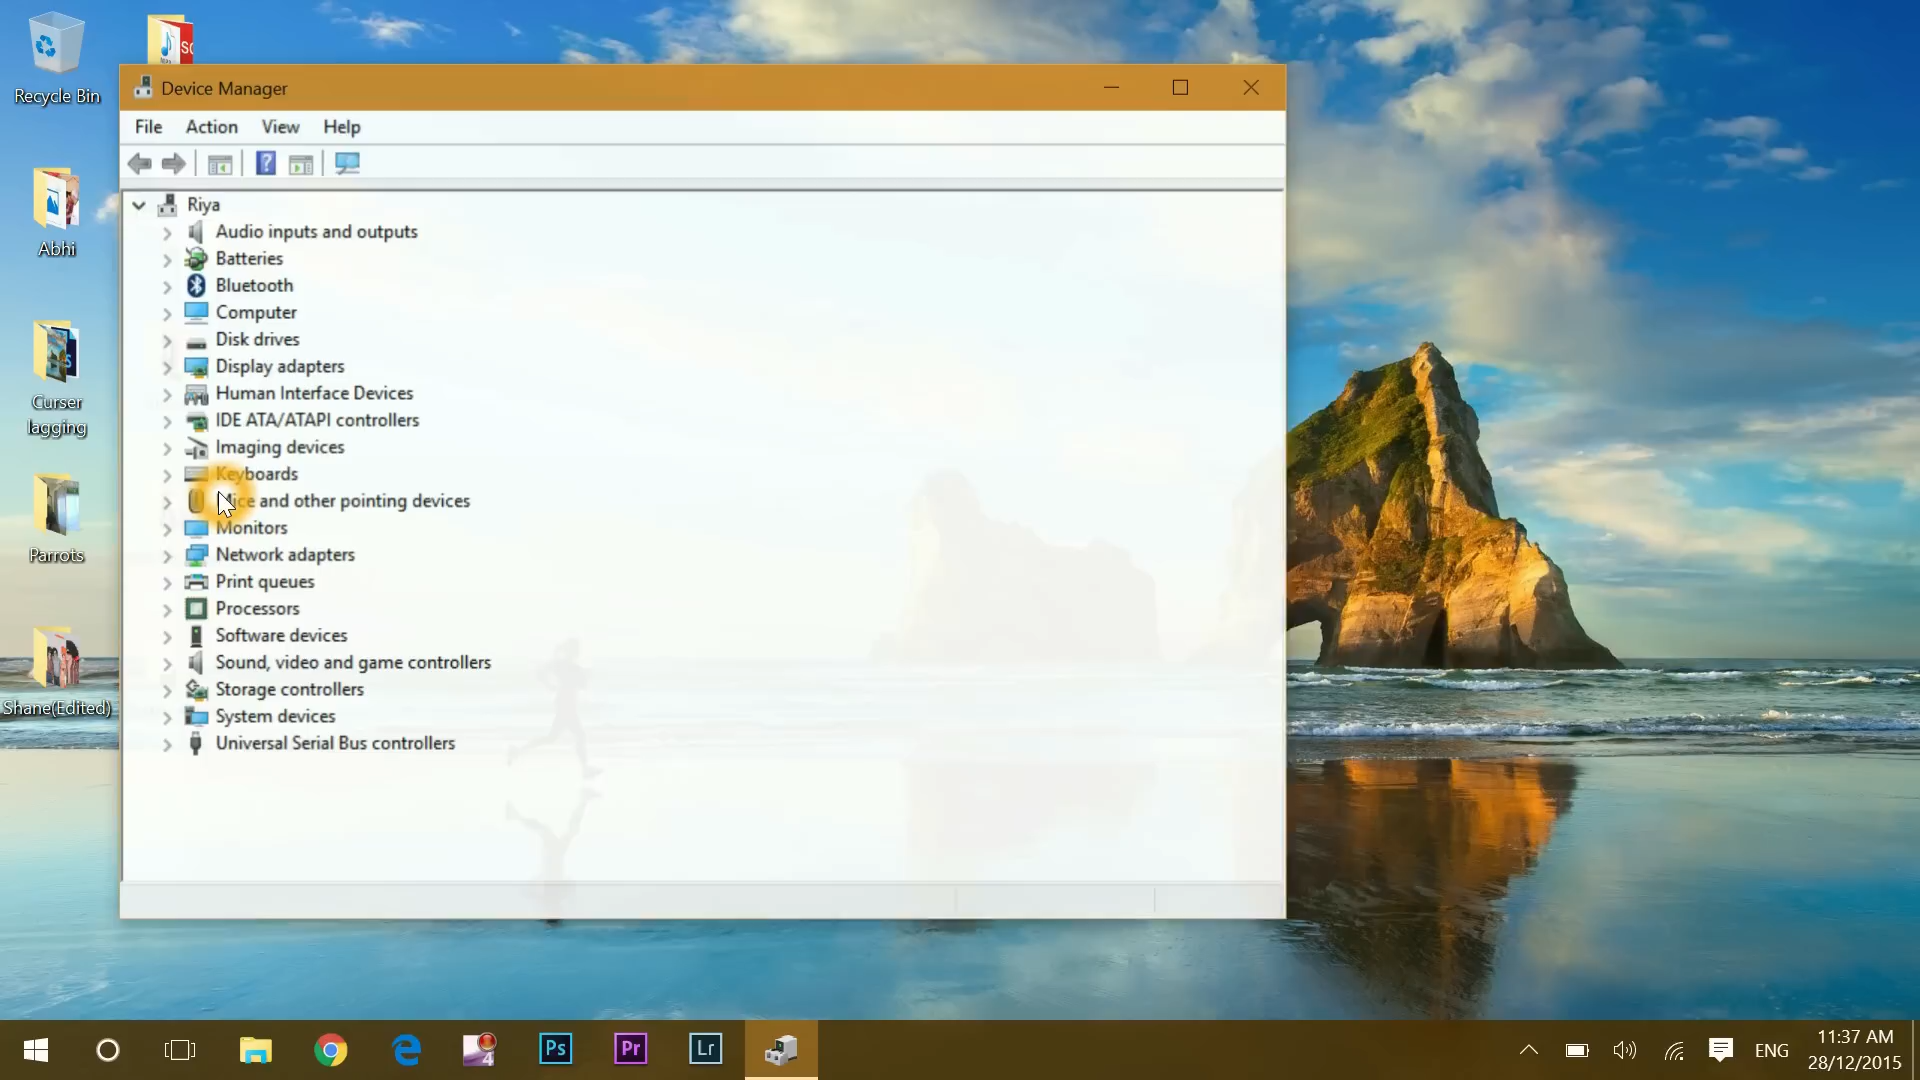 Recycle Bin
Abhi
Curser
lagging
Parrots
Shane(Edited)
Device Manager
File Action View Help
Riya
Audio inputs and outputs
Batteries
Bluetooth
Computer
Disk drives
Display adapters
Human Interface Devices
IDE ATA/ATAPI controllers
Imaging devices
Keyboards
Mice and other pointing devices
Monitors
Network adapters
Print queues
Processors
Software devices
Sound, video and game controllers
Storage controllers
System devices
Universal Serial Bus controllers
4
Ps
Pr
Lr
ENG
11:37 AM
28/12/2015